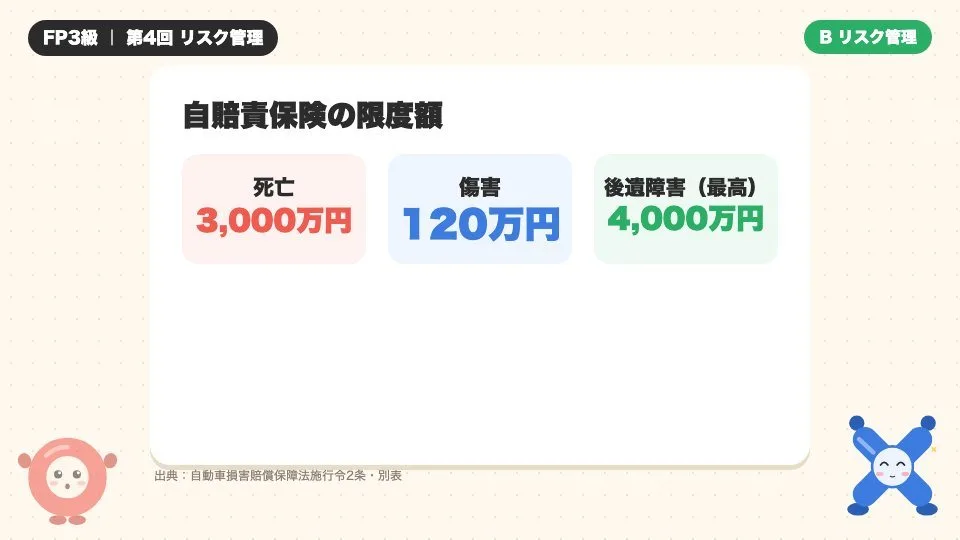 FP3級 | 第4回 リスク管理
B リスク管理
自賠責保険の限度額
死亡
3,000万円
傷害
120万円
後遺障害（最高）
4,000万円
出典：自動車損害賠償保障法施行令2条・別表